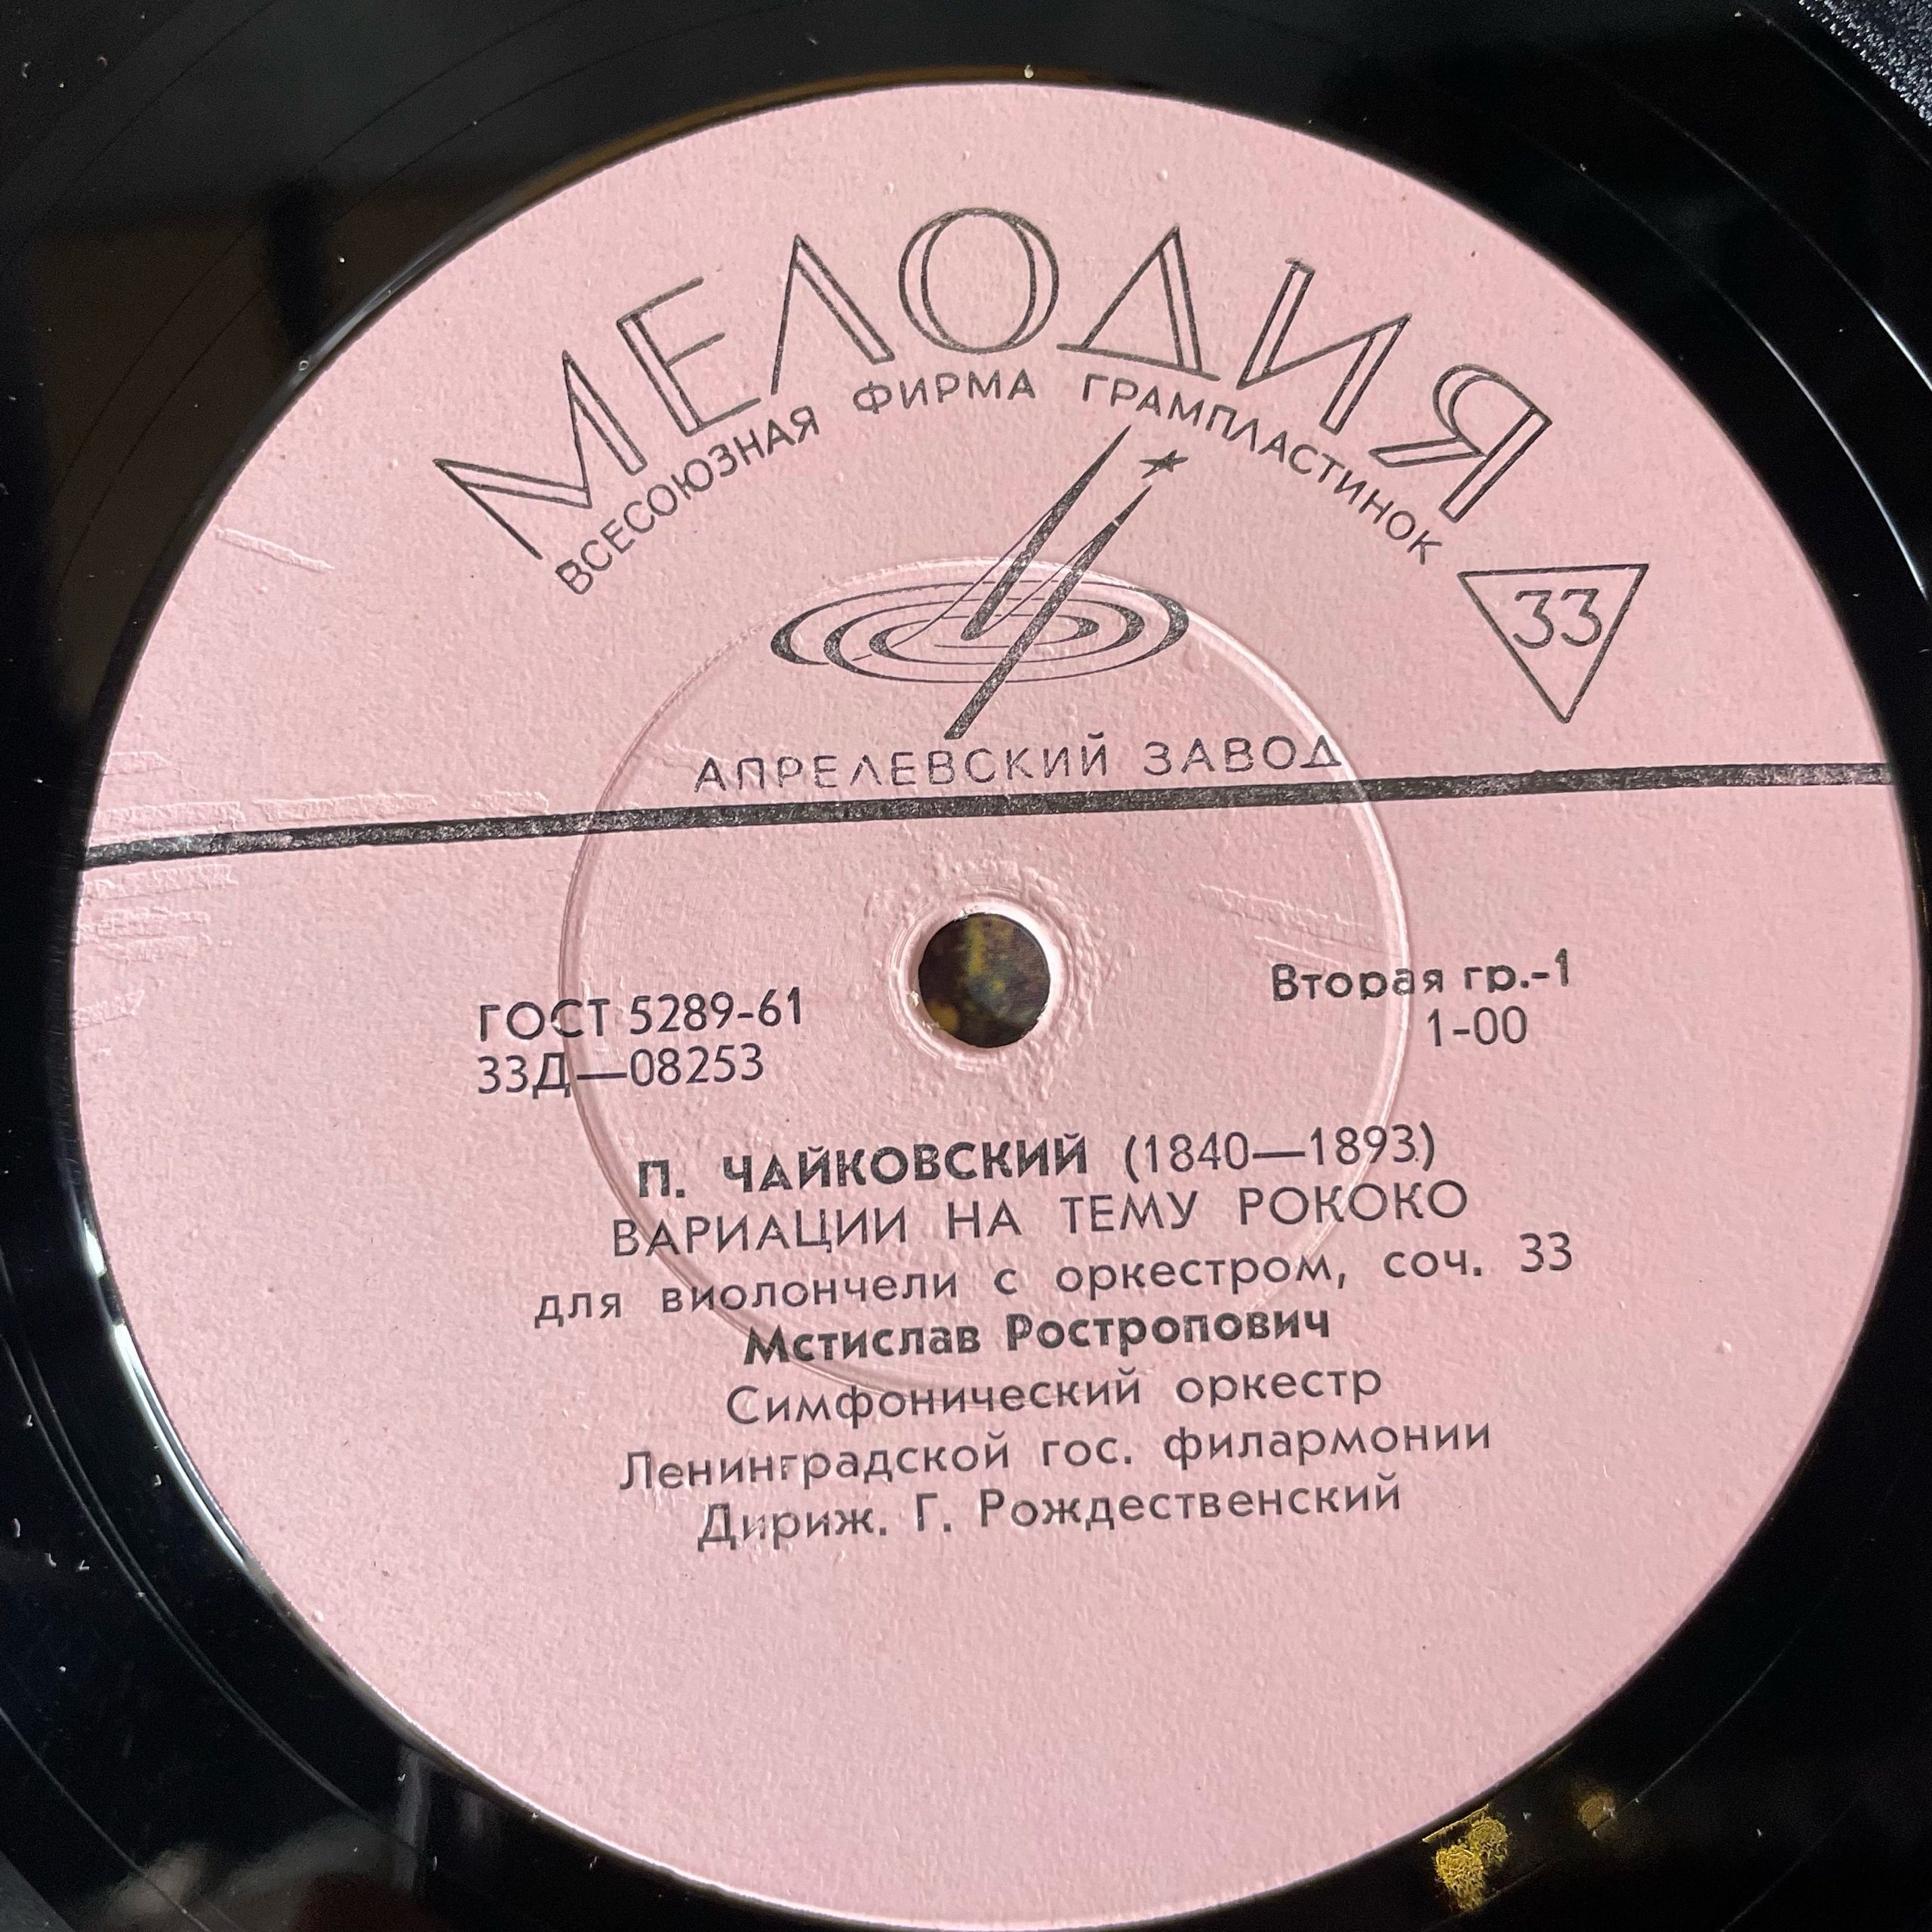 МЕЛОДИЯ
ВСЕСОЮЗНАЯ ФИРМА ГРАМПЛАСТИНОК
33
АПРЕЛЕВСКИЙ ЗАВОД
ГОСТ 5289-61
33Д—08253
Вторая гр.-1
1-00
П. ЧАЙКОВСКИЙ (1840—1893)
ВАРИАЦИИ НА ТЕМУ РОКОКО
для виолончели с оркестром, соч. 33
Мстислав Ростропович
Симфонический оркестр
Ленинградской гос. филармонии
Дириж. Г. Рождественский